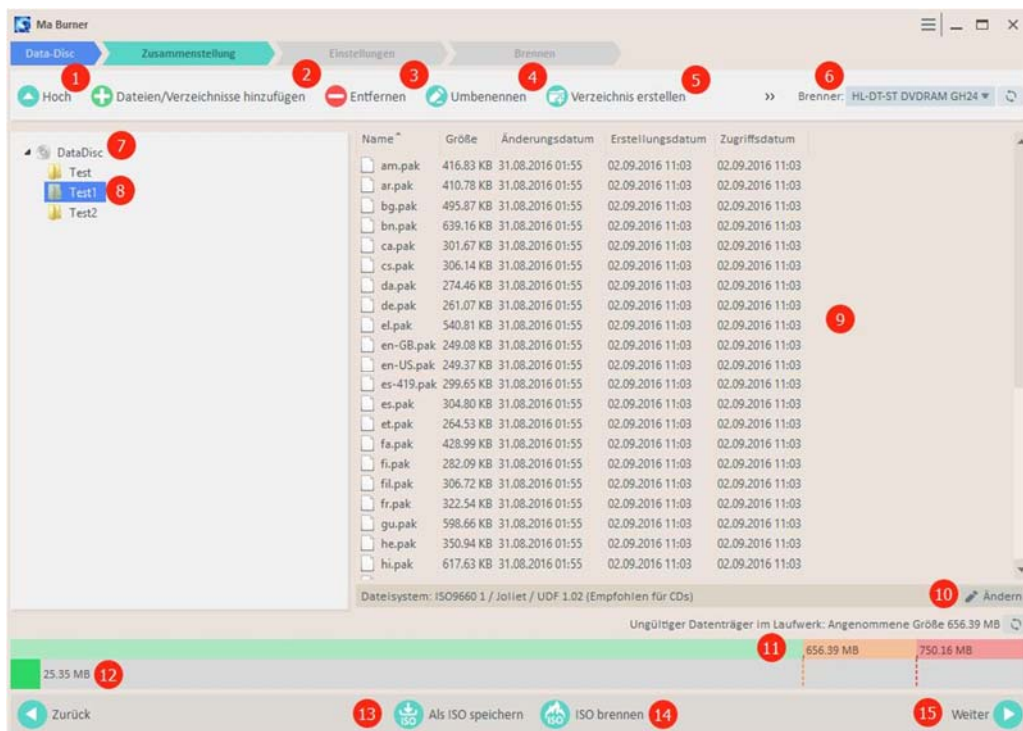 Ma Burner
Data-Disc Zusammenstellung Einstellungen Brennen
1 2 3 4 5 6
Hoch Dateien/Verzeichnisse hinzufügen Entfernen Umbenennen Verzeichnis erstellen >> Brenner: HL-DT-ST DVDRAM GH24
DataDisc 7
Test
Test1 8
Test2
Name Größe Änderungsdatum Erstellungsdatum Zugriffsdatum
am.pak 416.83 KB 31.08.2016 01:55 02.09.2016 11:03 02.09.2016 11:03
ar.pak 410.78 KB 31.08.2016 01:55 02.09.2016 11:03 02.09.2016 11:03
bg.pak 495.87 KB 31.08.2016 01:55 02.09.2016 11:03 02.09.2016 11:03
bn.pak 639.16 KB 31.08.2016 01:55 02.09.2016 11:03 02.09.2016 11:03
ca.pak 301.67 KB 31.08.2016 01:55 02.09.2016 11:03 02.09.2016 11:03
cs.pak 306.14 KB 31.08.2016 01:55 02.09.2016 11:03 02.09.2016 11:03
da.pak 274.46 KB 31.08.2016 01:55 02.09.2016 11:03 02.09.2016 11:03
de.pak 261.07 KB 31.08.2016 01:55 02.09.2016 11:03 02.09.2016 11:03
el.pak 540.81 KB 31.08.2016 01:55 02.09.2016 11:03 02.09.2016 11:03 9
en-GB.pak 249.08 KB 31.08.2016 01:55 02.09.2016 11:03 02.09.2016 11:03
en-US.pak 249.37 KB 31.08.2016 01:55 02.09.2016 11:03 02.09.2016 11:03
es-419.pak 299.65 KB 31.08.2016 01:55 02.09.2016 11:03 02.09.2016 11:03
es.pak 304.80 KB 31.08.2016 01:55 02.09.2016 11:03 02.09.2016 11:03
et.pak 264.53 KB 31.08.2016 01:55 02.09.2016 11:03 02.09.2016 11:03
fa.pak 428.99 KB 31.08.2016 01:55 02.09.2016 11:03 02.09.2016 11:03
fi.pak 282.09 KB 31.08.2016 01:55 02.09.2016 11:03 02.09.2016 11:03
fil.pak 306.72 KB 31.08.2016 01:55 02.09.2016 11:03 02.09.2016 11:03
fr.pak 322.54 KB 31.08.2016 01:55 02.09.2016 11:03 02.09.2016 11:03
gu.pak 598.66 KB 31.08.2016 01:55 02.09.2016 11:03 02.09.2016 11:03
he.pak 350.94 KB 31.08.2016 01:55 02.09.2016 11:03 02.09.2016 11:03
hi.pak 617.63 KB 31.08.2016 01:55 02.09.2016 11:03 02.09.2016 11:03
Dateisystem: ISO9660 1 / Joliet / UDF 1.02 (Empfohlen für CDs) 10 Ändern
Ungültiger Datenträger im Laufwerk: Angenommene Größe 656.39 MB
11 656.39 MB 750.16 MB
25.35 MB 12
Zurück 13 ISO Als ISO speichern ISO ISO brennen 14 15 Weiter